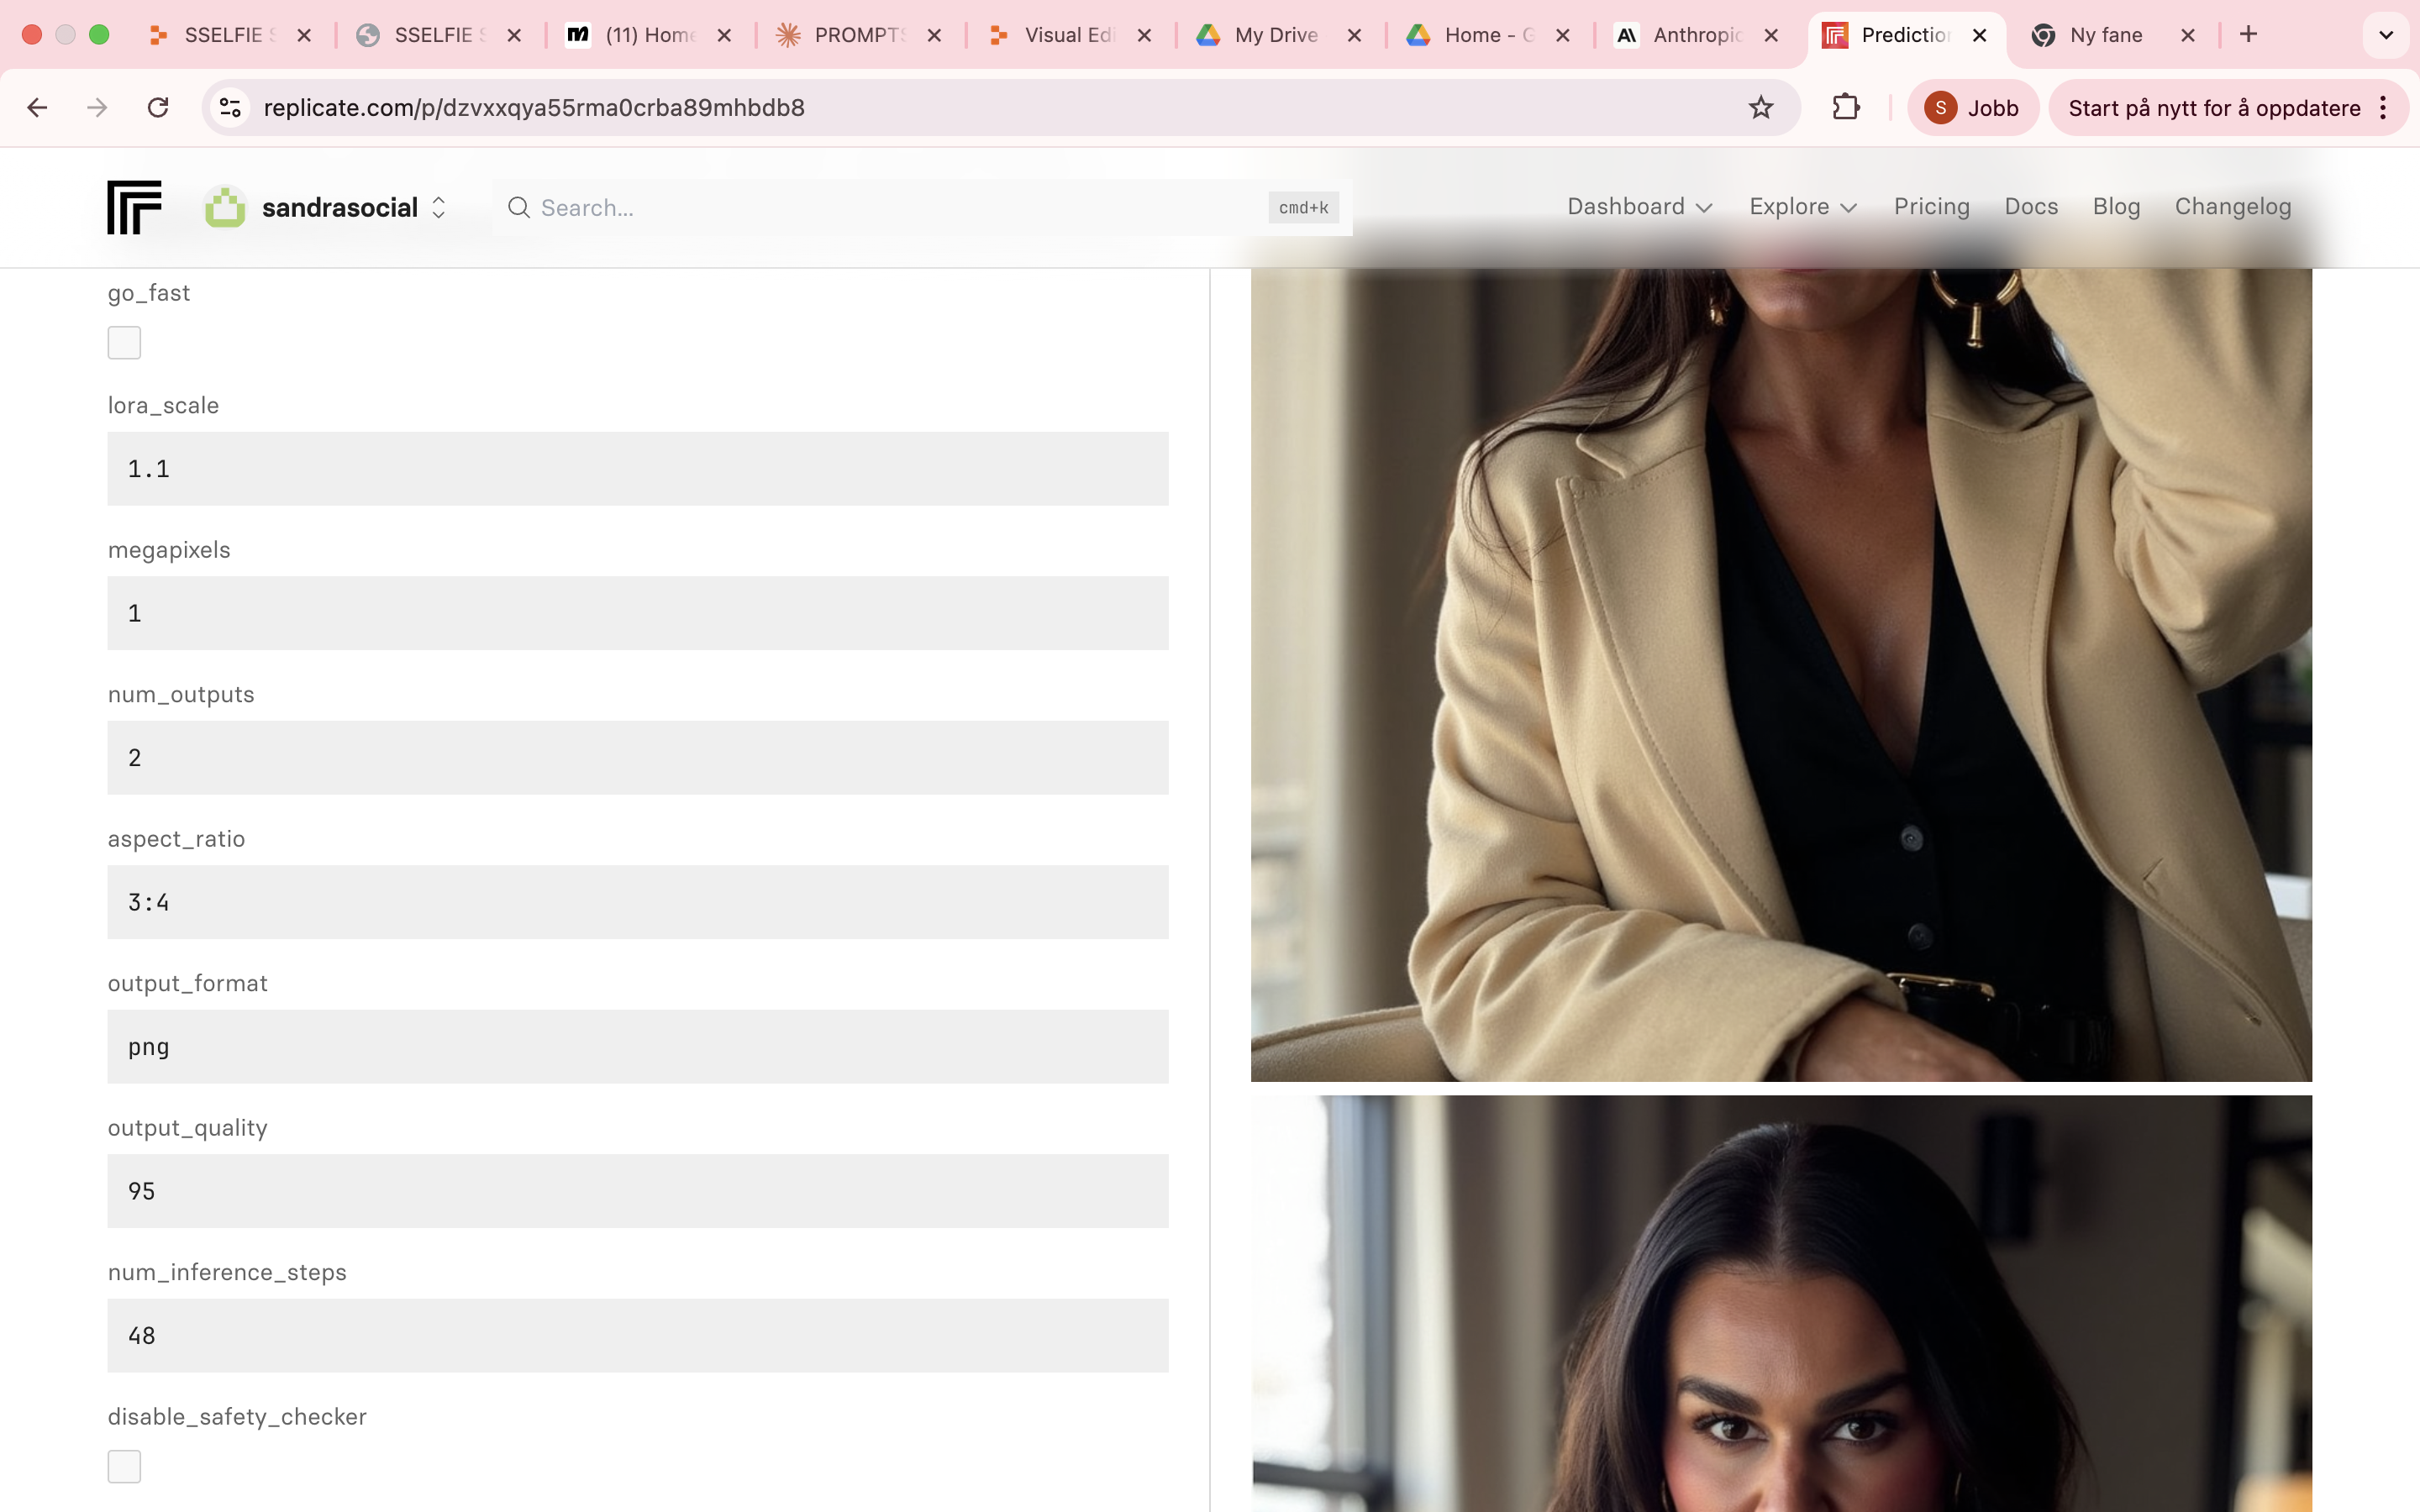 SSELFIE
SSELFIE
(11) Home
PROMPTS
Visual Edi
My Drive
Home - G
Anthropic
Prediction
Ny fane
replicate.com/p/dzvxxqya55rma0crba89mhbdb8
S
Jobb
Start på nytt for å oppdatere
sandrasocial
Search...
cmd+k
Dashboard
Explore
Pricing
Docs
Blog
Changelog
go_fast
lora_scale
1.1
megapixels
1
num_outputs
2
aspect_ratio
3:4
output_format
png
output_quality
95
num_inference_steps
48
disable_safety_checker